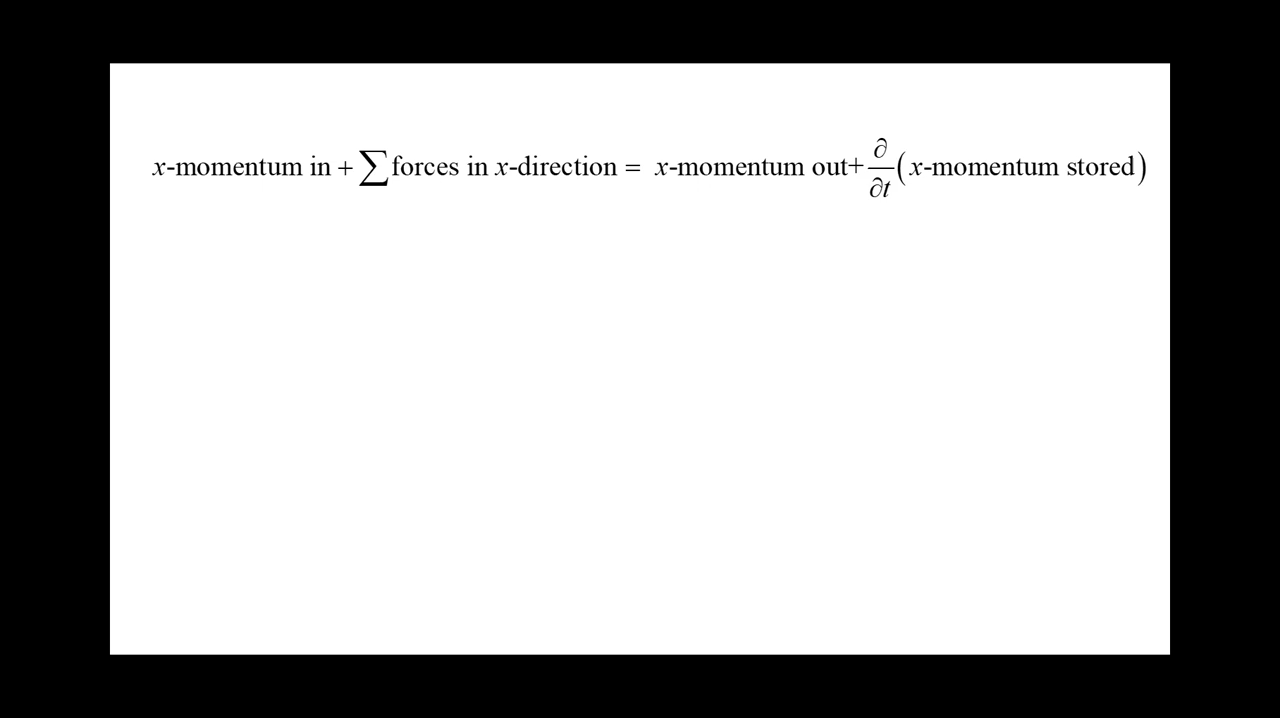 x-momentum in + ∑ forces in x-direction = x-momentum out+ ∂/∂t (x-momentum stored)